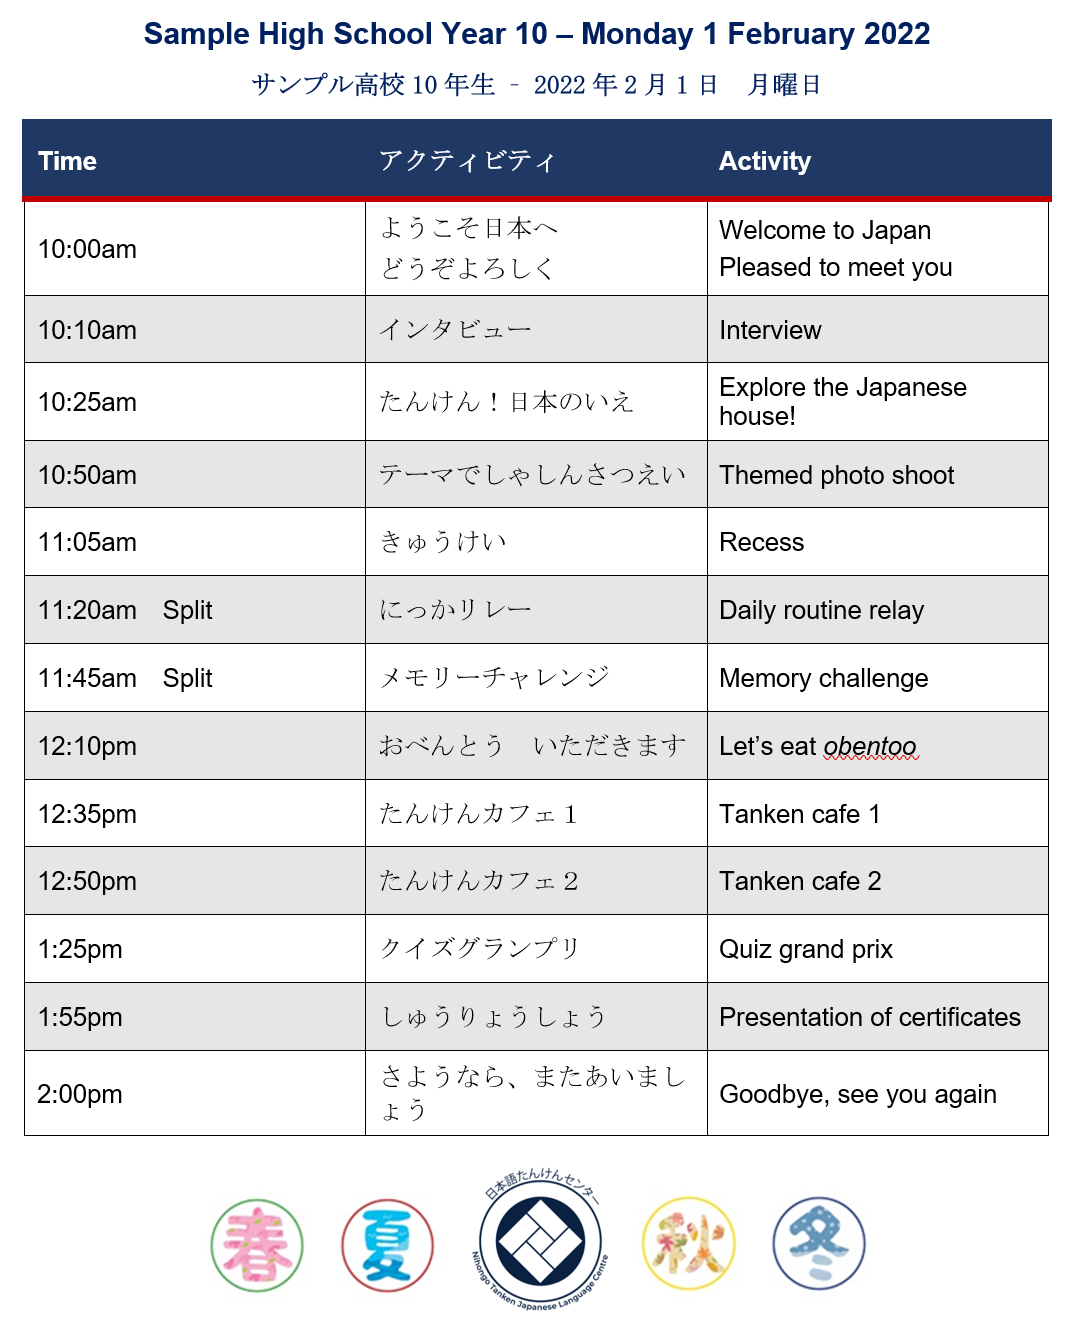 Sample High School Year 10 – Monday 1 February 2022
サンプル高校 10 年生 – 2022 年 2 月 1 日　月曜日
Time アクティビティ Activity
10:00am ようこそ日本へ Welcome to Japan
どうぞよろしく Pleased to meet you
10:10am インタビュー Interview
10:25am たんけん！日本のいえ Explore the Japanese
house!
10:50am テーマでしゃしんさつえい Themed photo shoot
11:05am きゅうけい Recess
11:20am Split にっかリレー Daily routine relay
11:45am Split メモリーチャレンジ Memory challenge
12:10pm おべんとう　いただきます Let’s eat obentoo
12:35pm たんけんカフェ１ Tanken cafe 1
12:50pm たんけんカフェ２ Tanken cafe 2
1:25pm クイズグランプリ Quiz grand prix
1:55pm しゅうりょうしょう Presentation of certificates
2:00pm さようなら、またあいまし Goodbye, see you again
ょう
日本語たんけんセンター
春 夏 秋 冬
Nihongo Tanken Japanese Language Centre